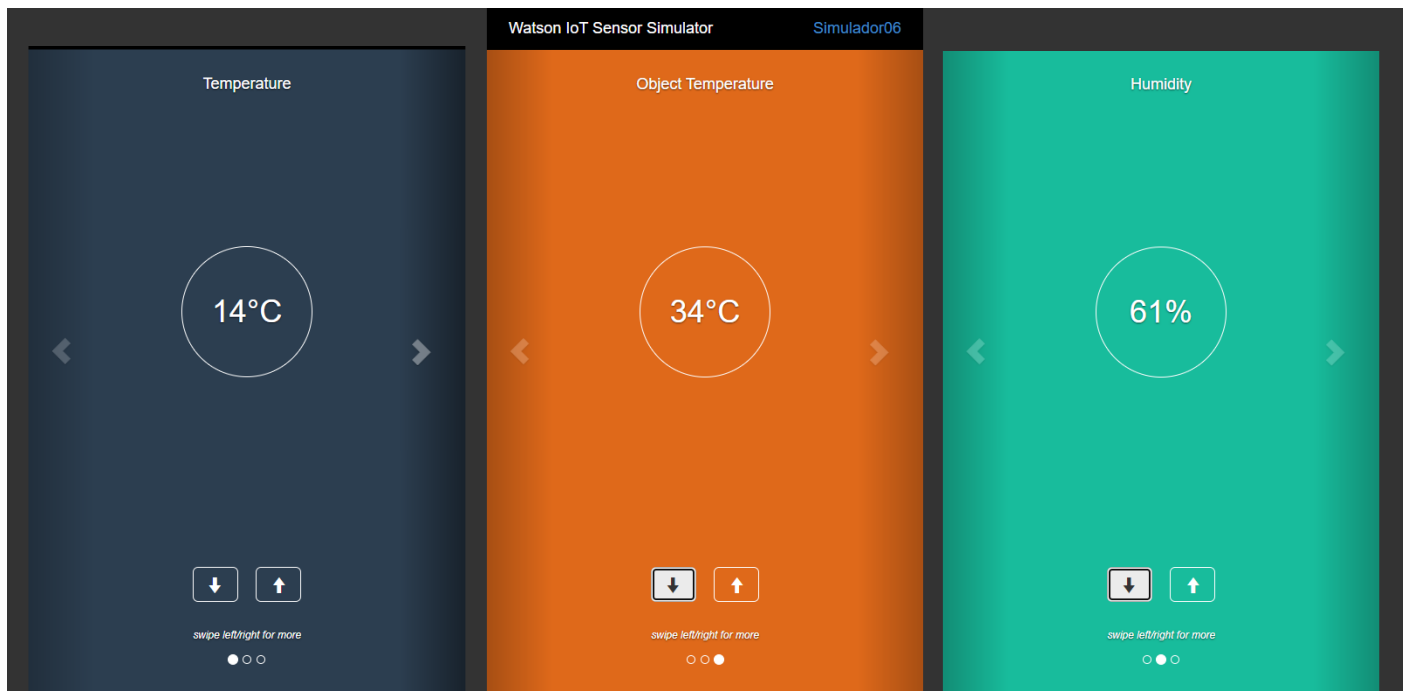 Watson IoT Sensor Simulator
Simulador06
Temperature
14°C
swipe left/right for more
Object Temperature
34°C
swipe left/right for more
Humidity
61%
swipe left/right for more